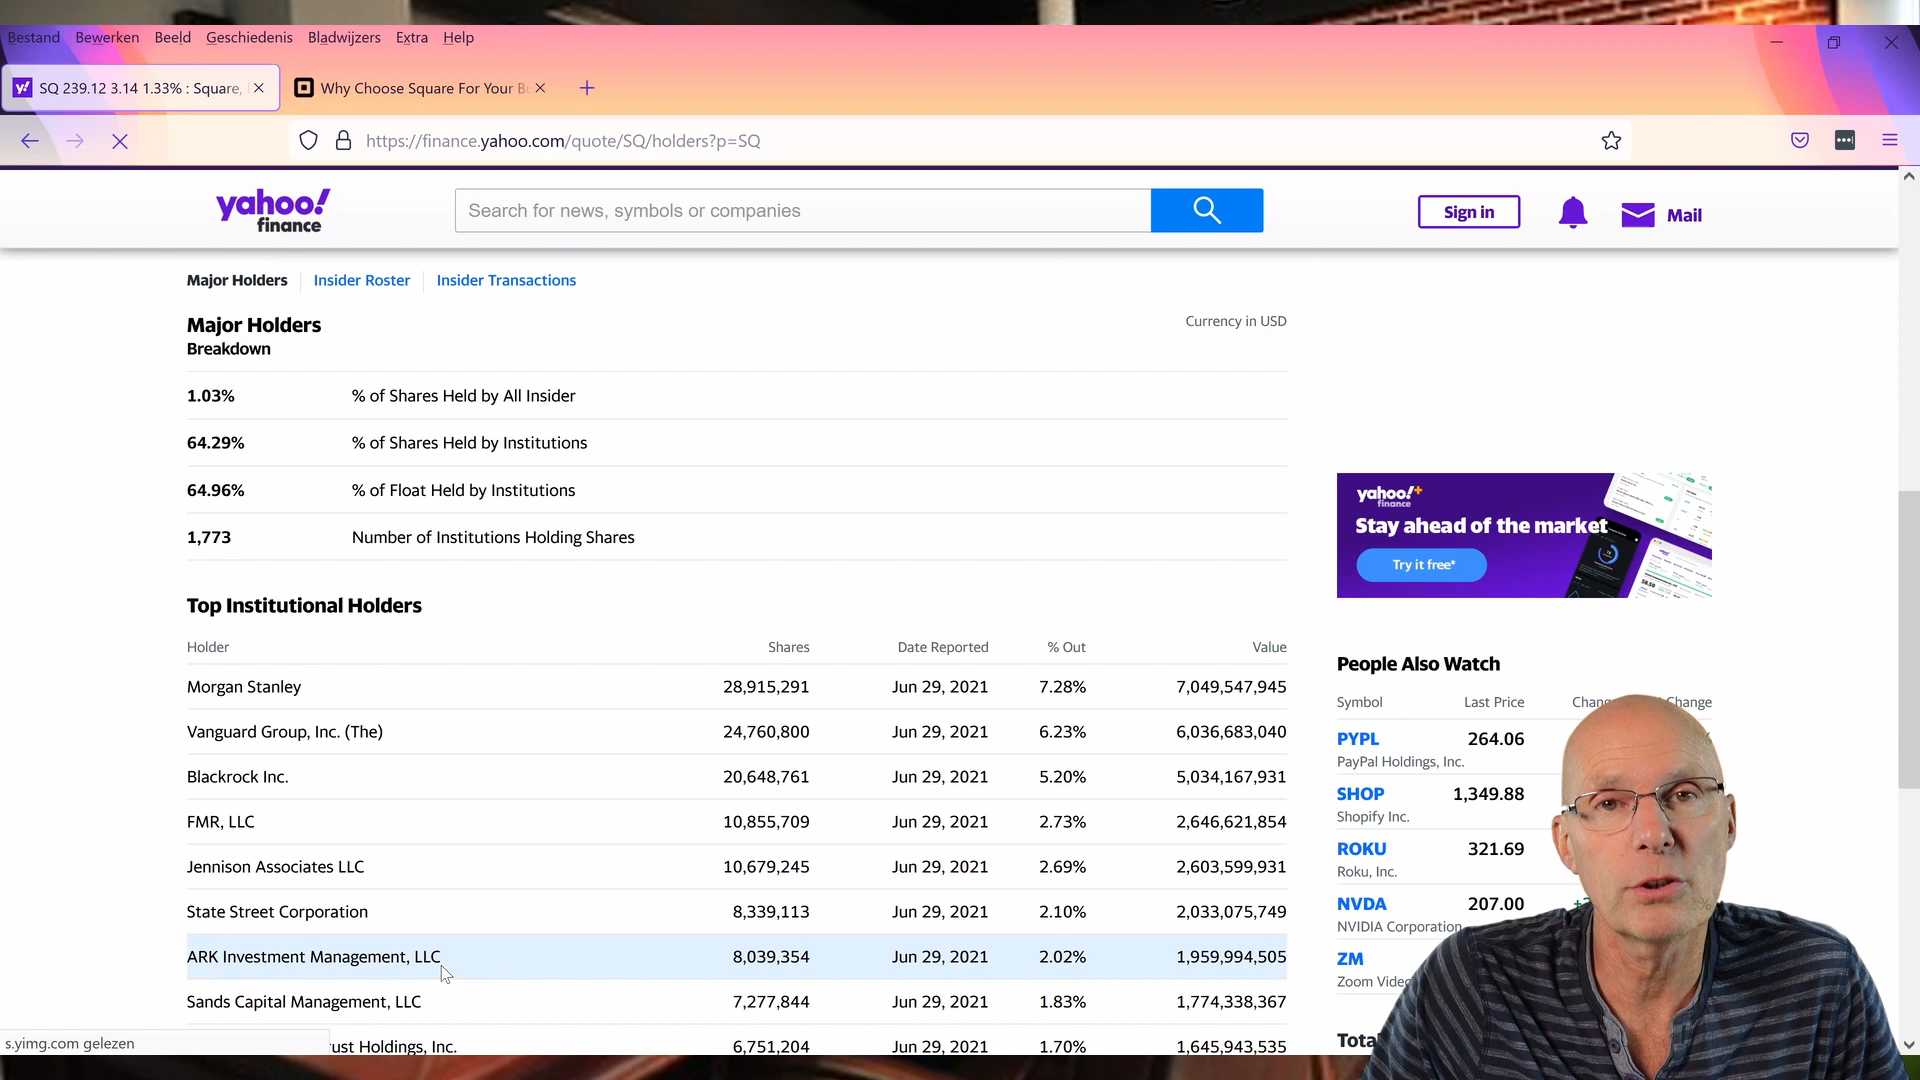 Bestand Bewerken Beeld Geschiedenis Bladwijzers Extra Help
SQ 239.12 3.14 1.33% : Square,
Why Choose Square For Your Bu
https://finance.yahoo.com/quote/SQ/holders?p=SQ
yahoo!
finance
Search for news, symbols or companies
Sign in
Mail
Major Holders Insider Roster Insider Transactions
Major Holders
Currency in USD
Breakdown
1.03% % of Shares Held by All Insider
64.29% % of Shares Held by Institutions
64.96% % of Float Held by Institutions
1,773 Number of Institutions Holding Shares
Top Institutional Holders
Holder Shares Date Reported % Out Value
Morgan Stanley 28,915,291 Jun 29, 2021 7.28% 7,049,547,945
Vanguard Group, Inc. (The) 24,760,800 Jun 29, 2021 6.23% 6,036,683,040
Blackrock Inc. 20,648,761 Jun 29, 2021 5.20% 5,034,167,931
FMR, LLC 10,855,709 Jun 29, 2021 2.73% 2,646,621,854
Jennison Associates LLC 10,679,245 Jun 29, 2021 2.69% 2,603,599,931
State Street Corporation 8,339,113 Jun 29, 2021 2.10% 2,033,075,749
ARK Investment Management, LLC 8,039,354 Jun 29, 2021 2.02% 1,959,994,505
Sands Capital Management, LLC 7,277,844 Jun 29, 2021 1.83% 1,774,338,367
ust Holdings, Inc. 6,751,204 Jun 29, 2021 1.70% 1,645,943,535
s.yimg.com gelezen
yahoo!+
finance
Stay ahead of the market
Try it free*
People Also Watch
Symbol Last Price Chang Change
PYPL 264.06
PayPal Holdings, Inc.
SHOP 1,349.88
Shopify Inc.
ROKU 321.69
Roku, Inc.
NVDA 207.00
NVIDIA Corporation
ZM
Zoom Video
Tota